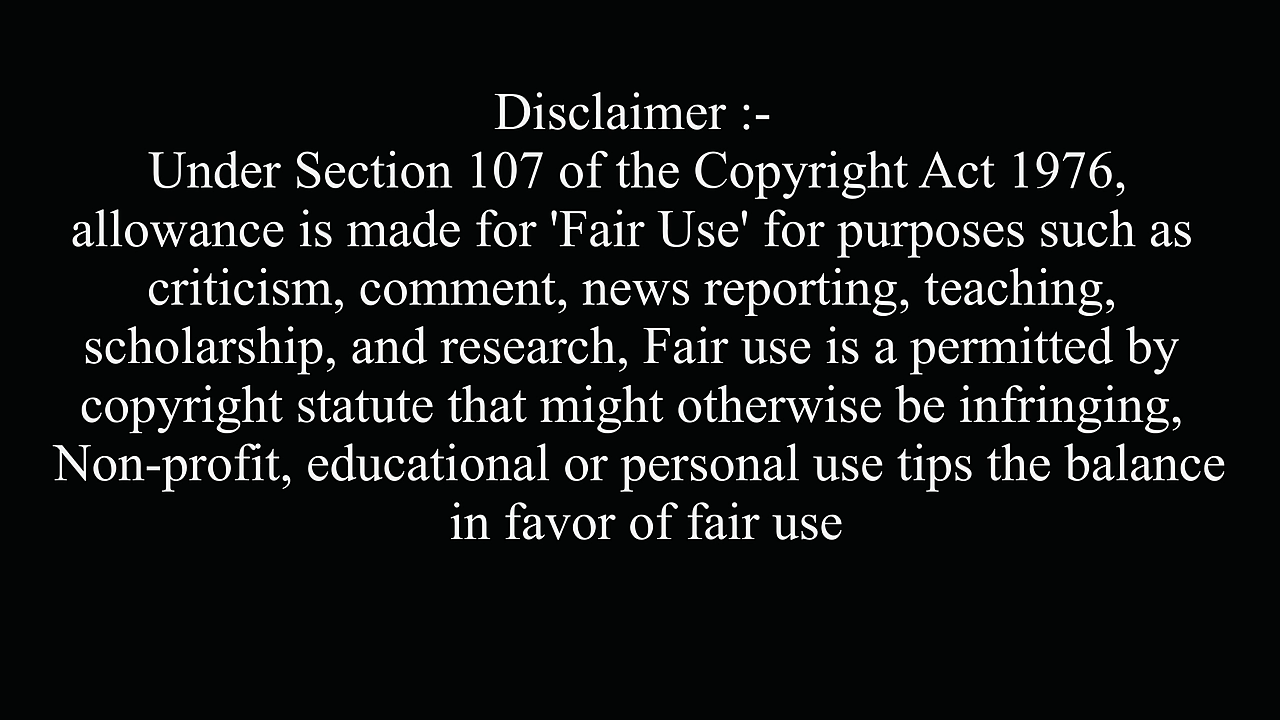 Disclaimer :-
Under Section 107 of the Copyright Act 1976,
allowance is made for 'Fair Use' for purposes such as
criticism, comment, news reporting, teaching,
scholarship, and research, Fair use is a permitted by
copyright statute that might otherwise be infringing,
Non-profit, educational or personal use tips the balance
in favor of fair use